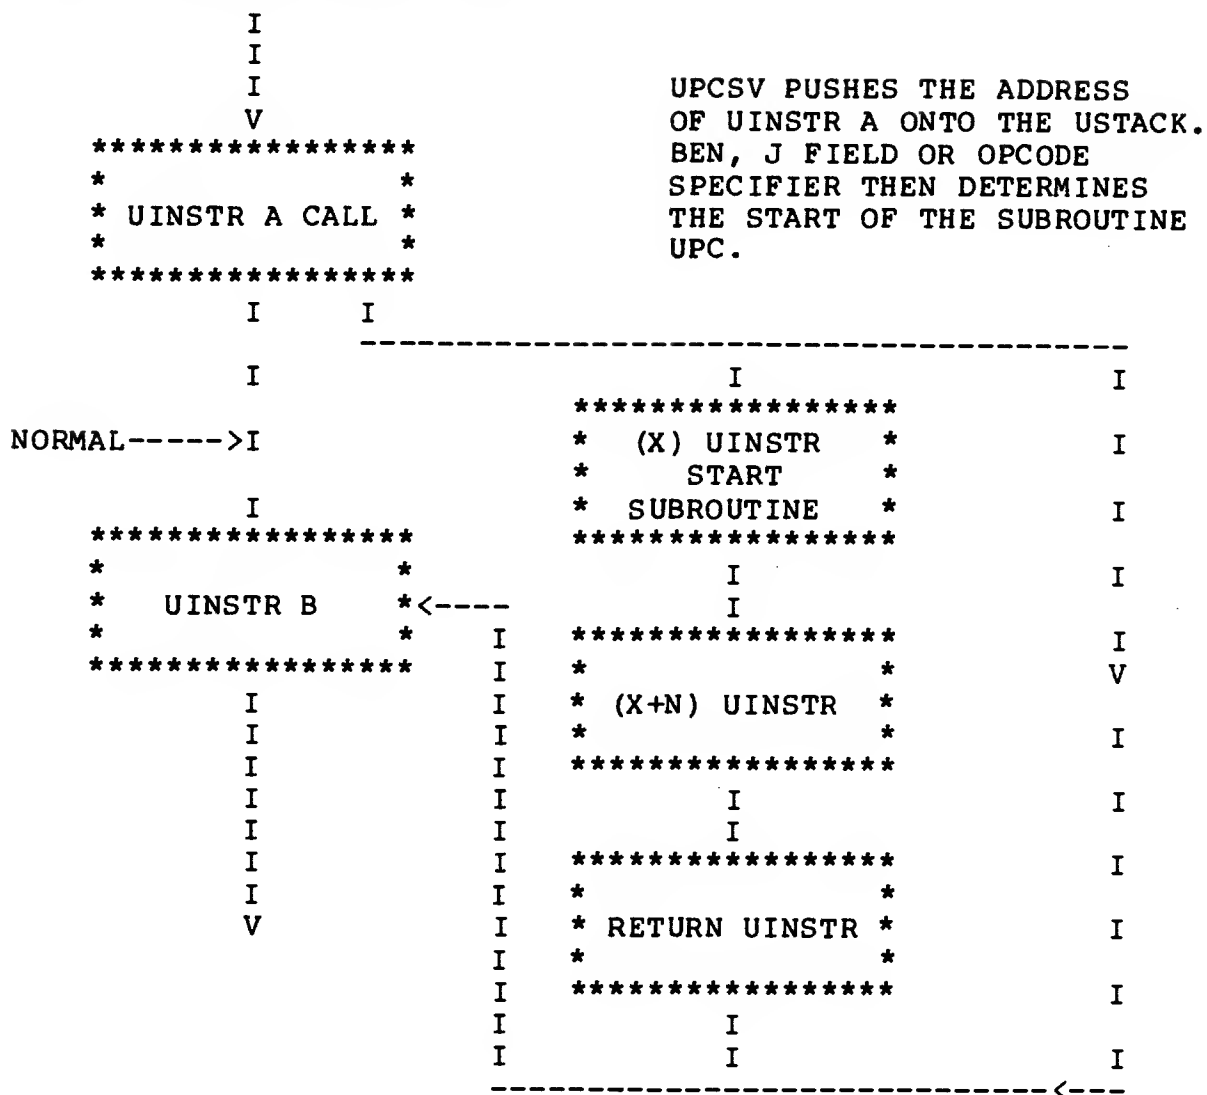 UPCSV PUSHES THE ADDRESS
OF UINSTR A ONTO THE USTACK.
BEN, J FIELD OR OPCODE
SPECIFIER THEN DETERMINES
THE START OF THE SUBROUTINE
UPC.
UINSTR A CALL
NORMAL----->I
(X) UINSTR
START
SUBROUTINE
UINSTR B
(X+N) UINSTR
RETURN UINSTR